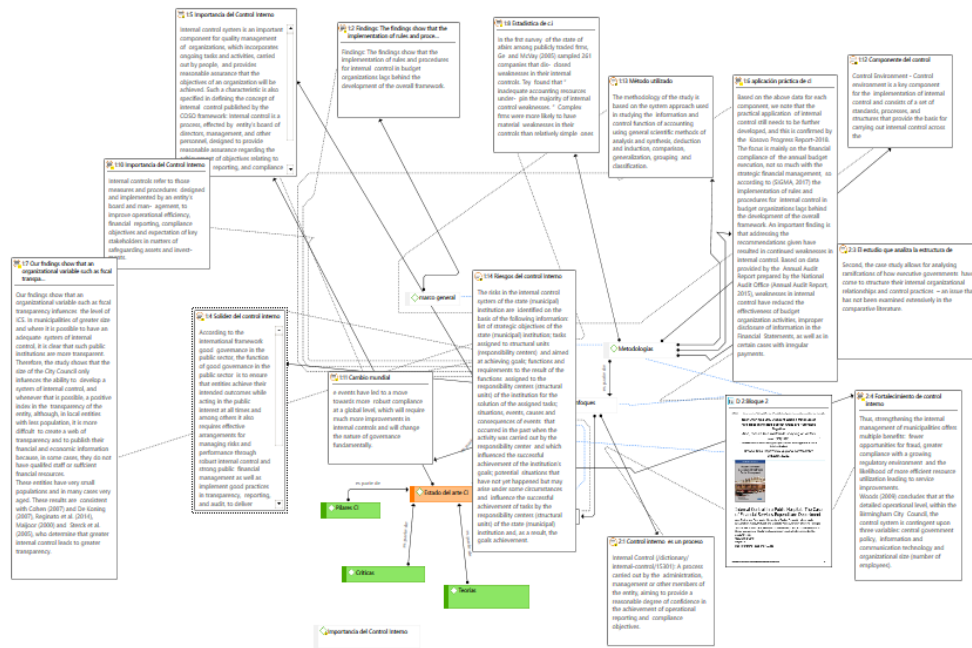 1:5 Importancia del Control Interno
Internal control system is an important
component for quality management
of organizations, which incorporates
ongoing tasks and activities, carried
out by people, and provides
reasonable assurance that the
objectives of an organization will be
achieved. Such a characteristic is also
specified in defining the concept of
internal control published by the
COSO framework: Internal control is a
process, effected by entity's board of
directors, management, and other
personnel, designed to provide
reasonable assurance regarding the
of objectives relating to
reporting, and compliance
1:2 Findings: The findings show that the
implementation of rules and proce...
Findings: The findings show that the
implementation of rules and procedures
for internal control in budget
organizations lags behind the
development of the overall framework.
1:8 Estadística de c.i
In the first survey of the state of
affairs among publicly traded firms,
Ge and McVay (2005) sampled 261
companies that dis- closed
weaknesses in their internal
controls. They found that "
inadequate accounting resources
under- pin the majority of internal
control weaknesses. " Complex
firms were more likely to have
material weaknesses in their
controls than relatively simple ones
1:13 Método utilizado
The methodology of the study is
based on the system approach used
in studying the information and
control function of accounting
using general scientific methods of
analysis and synthesis, deduction
and induction, comparison,
generalization, grouping and
classification.
1:6 aplicación práctica de ci
Based on the above data for each
component, we note that the
practical application of internal
control still needs to be further
developed, and this is confirmed by
the Kosovo Progress Report-2016.
The focus is mainly on the financial
compliance of the annual budget
execution, not so much with the
strategic financial management, so
according to (SIGMA, 2017) the
implementation of rules and
procedures for internal control in
budget organizations lags behind
the development of the overall
framework. An important finding is
that addressing the
recommendations given have
resulted in continued weaknesses in
internal control. Based on data
provided by the Annual Audit
Report prepared by the National
Audit Office (Annual Audit Report,
2015), weaknesses in internal
control have reduced the
effectiveness of budget
organization activities, improper
disclosure of information in the
Financial Statements, as well as in
certain cases with irregular
payments.
1:12 Componente del control
Control Environment – Control
environment is a key component
for the implementation of internal
control and consists of a set of
standards, processes, and
structures that provide the basis for
carrying out internal control across
the
1:10 Importancia del Control Interno
Internal controls refer to those
measures and procedures designed
and implemented by an entity's
board and man- agement, to
improve operational efficiency,
financial reporting, compliance
objectives and expectation of key
stakeholders in matters of
safeguarding assets and invest-
ments.
1:7 Our findings show that an
organizational variable such as fiscal
transpa...
Our findings show that an
organizational variable such as fiscal
transparency influences the level of
ICS. In municipalities of greater size
and where it is possible to have an
adequate system of internal
control, it is clear that such public
institutions are more transparent.
Therefore, the study shows that the
size of the City Council only
influences the ability to develop a
system of internal control, and
whenever that is possible, a positive
index in the transparency of the
entity, although, in local entities
with less population, it is more
difficult to create a web of
transparency and to publish their
financial and economic information
because, in some cases, they do not
have qualified staff or sufficient
financial resources.
These entities have very small
populations and in many cases very
aged. These results are consistent
with Cohen (2007) and De Koning
(2007), Reginato et al. (2014),
Maijoor (2000) and Sterck et al.
(2005), who determine that greater
internal control leads to greater
transparency.
2:3 El estudio que analiza la estructura de
Second, the case study allows for analysing
ramifications of how executive governments have
come to structure their internal organizational
relationships and control practices – an issue that
has not been examined extensively in the
comparative literature.
1:4 Solidez del control interno
According to the
international framework
good governance in the
public sector, the function
of good governance in the
public sector is to ensure
that entities achieve their
intended outcomes while
acting in the public
interest at all times and
among others it also
requires effective
arrangements for
managing risks and
performance through
robust internal control and
strong public financial
management as well as
implement good practices
in transparency, reporting,
and audit, to deliver
marco general
1:14 Riesgos del control interno
The risks in the internal control
system of the state (municipal)
institution are identified on the
basis of the following information:
list of strategic objectives of the
state (municipal) institution; tasks
assigned to structural units
(responsibility centers) and aimed
at achieving goals; functions and
requirements to the result of the
functions assigned to the
responsibility centers (structural
units) of the institution for the
solution of the assigned tasks;
situations, events, causes and
consequences of events that
occurred in the past when the
activity was carried out by the
responsibility center and which
influenced the successful
achievement of the institution's
goals; potential situations that
have not yet happened but may
arise under some circumstances
and influence the successful
achievement of tasks by the
responsibility centers (structural
units) of the state (municipal)
institution and, as a result, the
goals achievement.
Metodologías
es parte de
foques
1:11 Cambio mundial
e events have led to a move
towards more robust compliance
at a global level, which will require
much more improvements in
internal controls and will change
the nature of governance
fundamentally.
D 2: Bloque 2
2:4 Fortalecimiento de control
interno
Thus, strengthening the internal
management of municipalities offers
multiple benefits: fewer
opportunities for fraud, greater
compliance with a growing
regulatory environment and the
likelihood of more efficient resource
utilization leading to service
improvements.
Woods (2009) concludes that at the
detailed operational level, within the
Birmingham City Council, the
control system is contingent upon
three variables: central government
policy, information and
communication technology and
organizational size (number of
employees).
es parte de
Estado del arte CI
Pilares CI
es parte de
Críticas
Teorías
2:1 Control interno es un proceso
Internal Control (/dictionary/
internal-control/15301): A process
carried out by the administration,
management or other members of
the entity, aiming to provide a
reasonable degree of confidence in
the achievement of operational
reporting and compliance
objectives.
Importancia del Control Interno